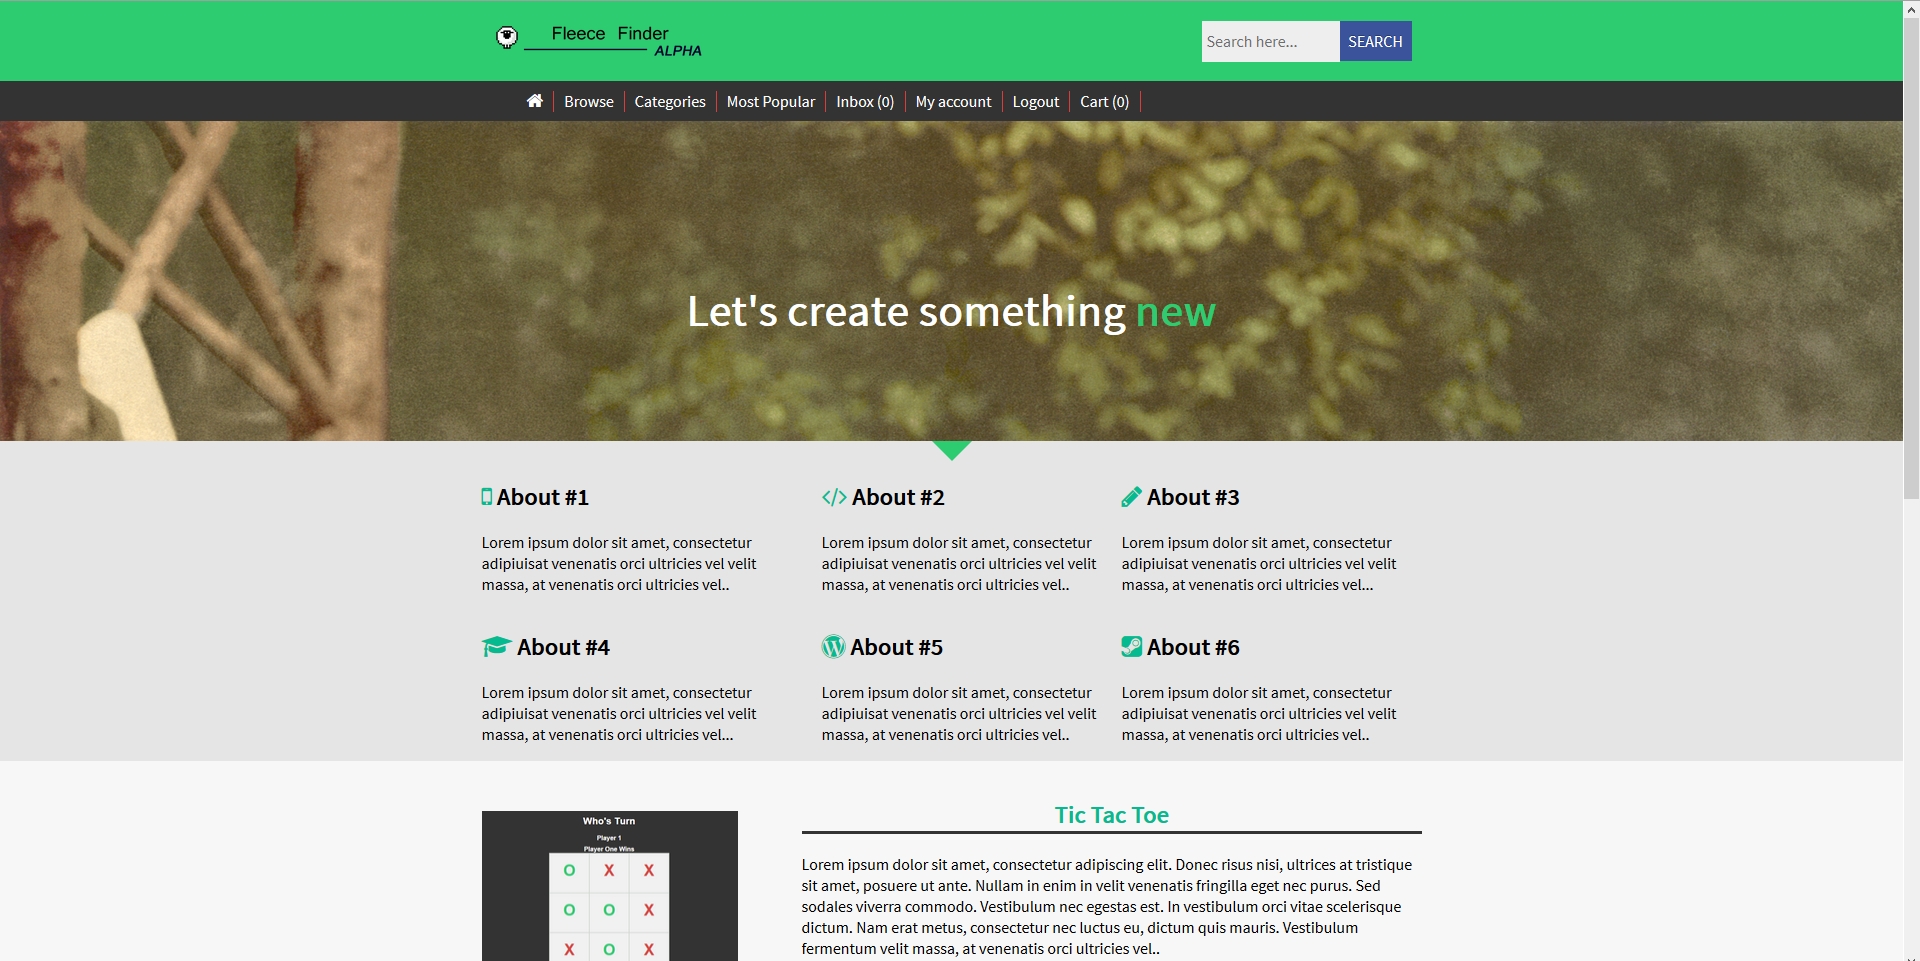 Fleece Finder
ALPHA
Search here...
SEARCH
Browse
Categories
Most Popular
Inbox (0)
My account
Logout
Cart (0)
Let's create something new
About #1
Lorem ipsum dolor sit amet, consectetur
adipiuisat venenatis orci ultricies vel velit
massa, at venenatis orci ultricies vel..
About #2
Lorem ipsum dolor sit amet, consectetur
adipiuisat venenatis orci ultricies vel velit
massa, at venenatis orci ultricies vel..
About #3
Lorem ipsum dolor sit amet, consectetur
adipiuisat venenatis orci ultricies vel velit
massa, at venenatis orci ultricies vel...
About #4
Lorem ipsum dolor sit amet, consectetur
adipiuisat venenatis orci ultricies vel velit
massa, at venenatis orci ultricies vel...
About #5
Lorem ipsum dolor sit amet, consectetur
adipiuisat venenatis orci ultricies vel velit
massa, at venenatis orci ultricies vel..
About #6
Lorem ipsum dolor sit amet, consectetur
adipiuisat venenatis orci ultricies vel velit
massa, at venenatis orci ultricies vel..
Who's Turn
Player 1
Player One Wins
O X X
O O X
X O X
Tic Tac Toe
Lorem ipsum dolor sit amet, consectetur adipiscing elit. Donec risus nisi, ultrices at tristique
sit amet, posuere ut ante. Nullam in enim in velit venenatis fringilla eget nec purus. Sed
sodales viverra commodo. Vestibulum nec egestas est. In vestibulum orci vitae scelerisque
dictum. Nam erat metus, consectetur nec luctus eu, dictum quis mauris. Vestibulum
fermentum velit massa, at venenatis orci ultricies vel..